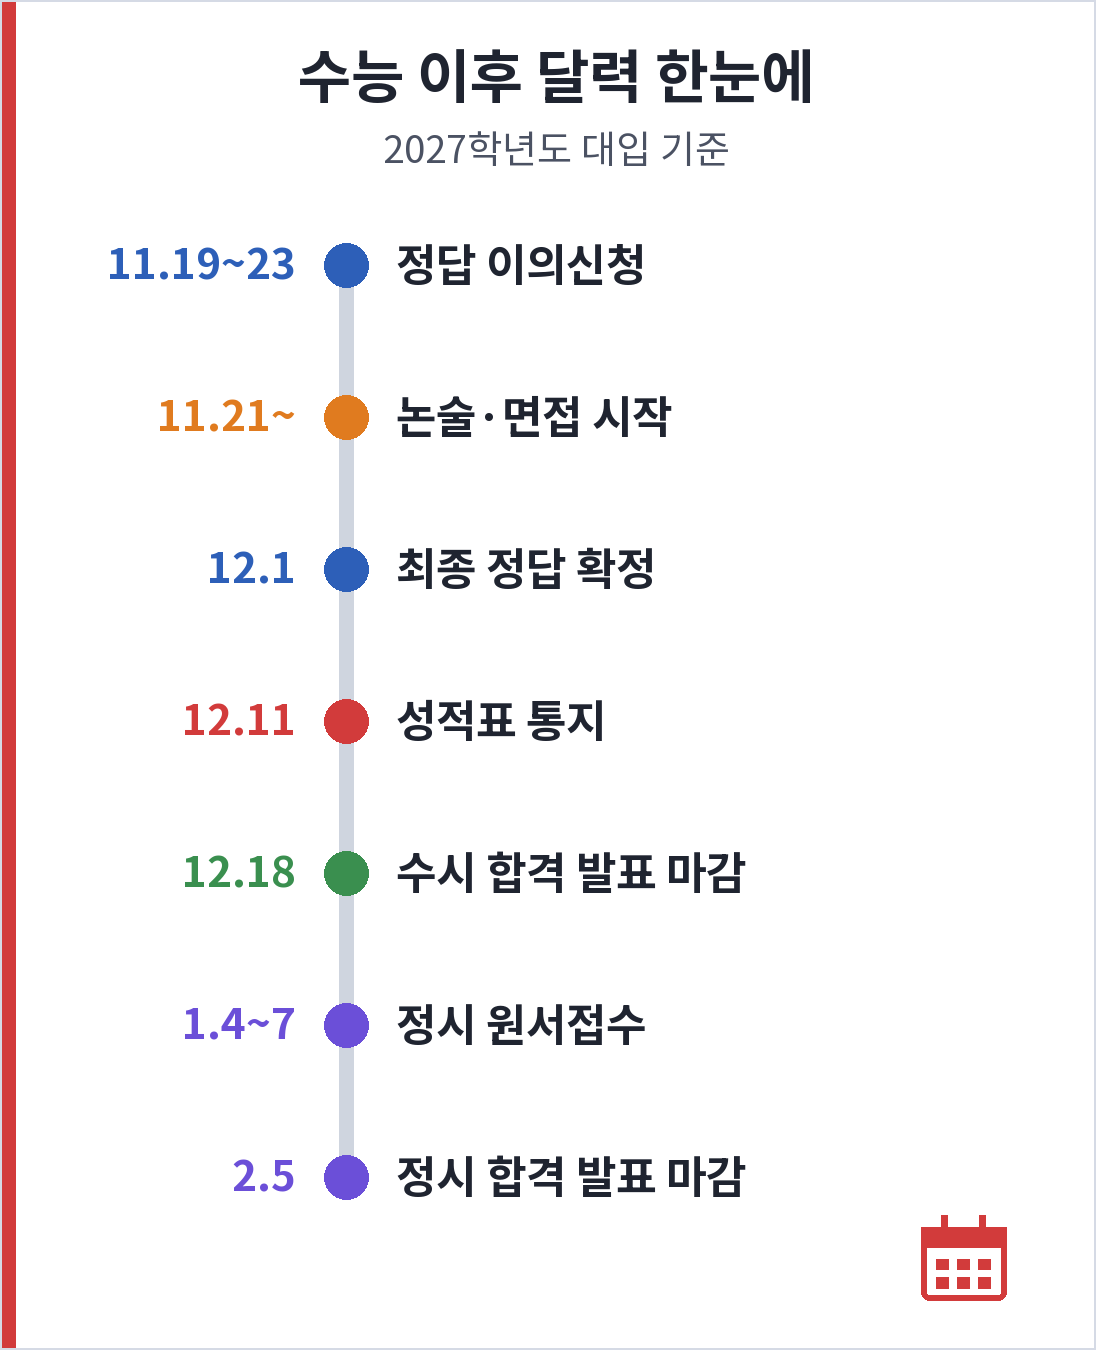 수능 이후 달력 한눈에
2027학년도 대입 기준
11.19~23 정답 이의신청
11.21~ 논술·면접 시작
12.1 최종 정답 확정
12.11 성적표 통지
12.18 수시 합격 발표 마감
1.4~7 정시 원서접수
2.5 정시 합격 발표 마감